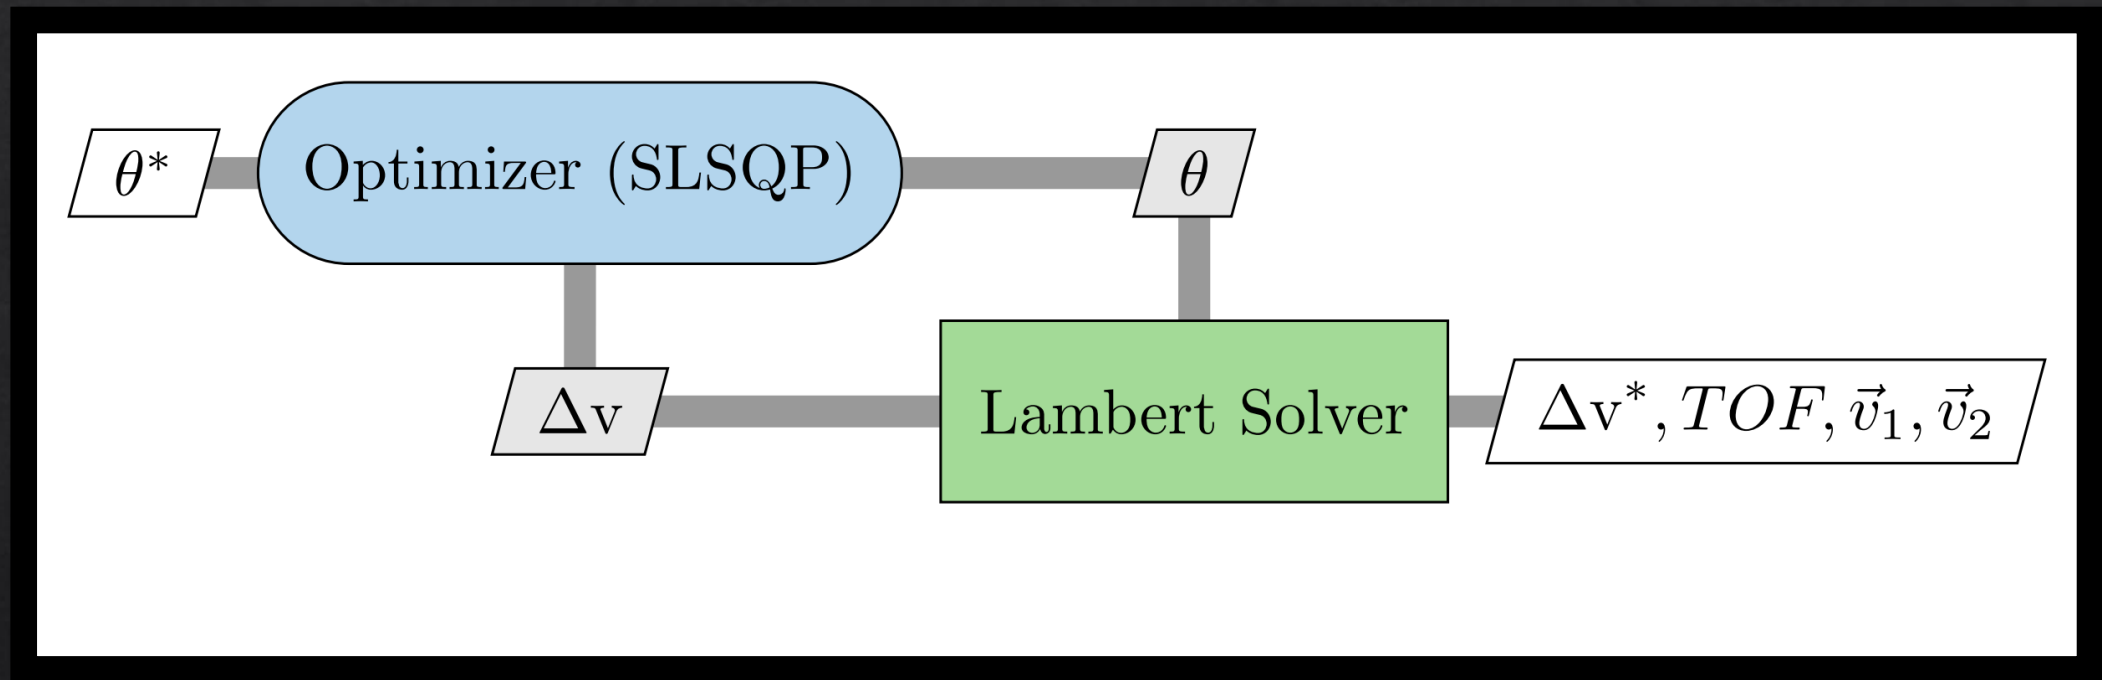 θ*
Optimizer (SLSQP)
θ
Δv
Lambert Solver
Δv*, TOF, v⃗₁, v⃗₂